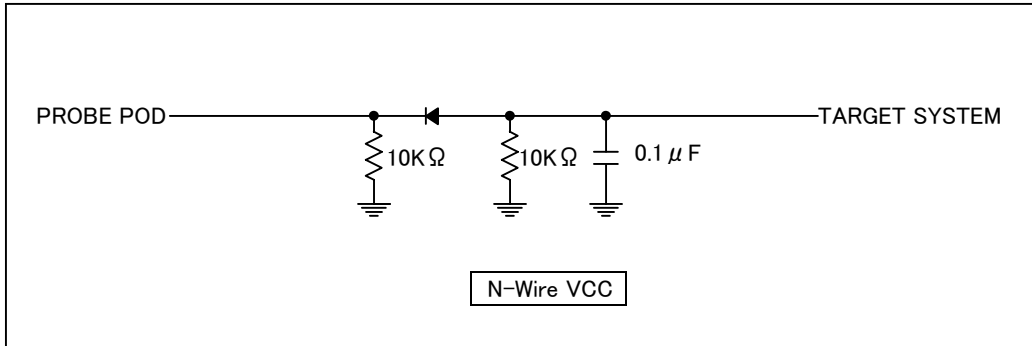 PROBE POD
TARGET SYSTEM
10KΩ
10KΩ
0.1μF
N-Wire VCC